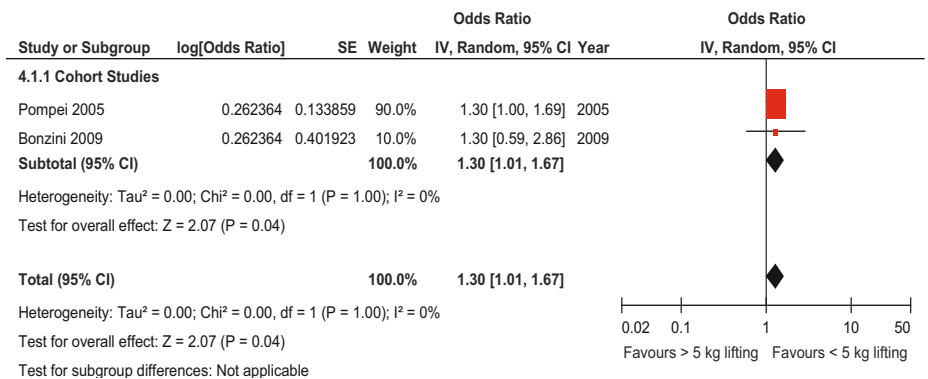 Odds Ratio Odds Ratio
Study or Subgroup log[Odds Ratio] SE Weight IV, Random, 95% CI Year IV, Random, 95% CI
4.1.1 Cohort Studies
Pompei 2005 0.262364 0.133859 90.0% 1.30 [1.00, 1.69] 2005
Bonzini 2009 0.262364 0.401923 10.0% 1.30 [0.59, 2.86] 2009
Subtotal (95% CI) 100.0% 1.30 [1.01, 1.67]
Heterogeneity: Tau² = 0.00; Chi² = 0.00, df = 1 (P = 1.00); I² = 0%
Test for overall effect: Z = 2.07 (P = 0.04)
Total (95% CI) 100.0% 1.30 [1.01, 1.67]
Heterogeneity: Tau² = 0.00; Chi² = 0.00, df = 1 (P = 1.00); I² = 0%
Test for overall effect: Z = 2.07 (P = 0.04)
Test for subgroup differences: Not applicable
0.02 0.1 1 10 50
Favours > 5 kg lifting Favours < 5 kg lifting